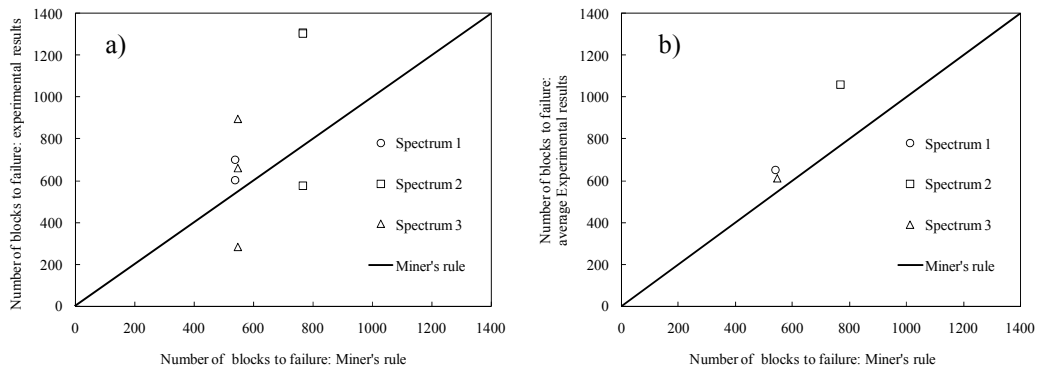 a)
Number of blocks to failure: experimental results
1400
1200
1000
800
600
400
200
0
0 200 400 600 800 1000 1200 1400
Number of blocks to failure: Miner's rule
Spectrum 1
Spectrum 2
Spectrum 3
Miner's rule
b)
Number of blocks to failure:
average Experimental results
1400
1200
1000
800
600
400
200
0
0 200 400 600 800 1000 1200 1400
Number of blocks to failure: Miner's rule
Spectrum 1
Spectrum 2
Spectrum 3
Miner's rule